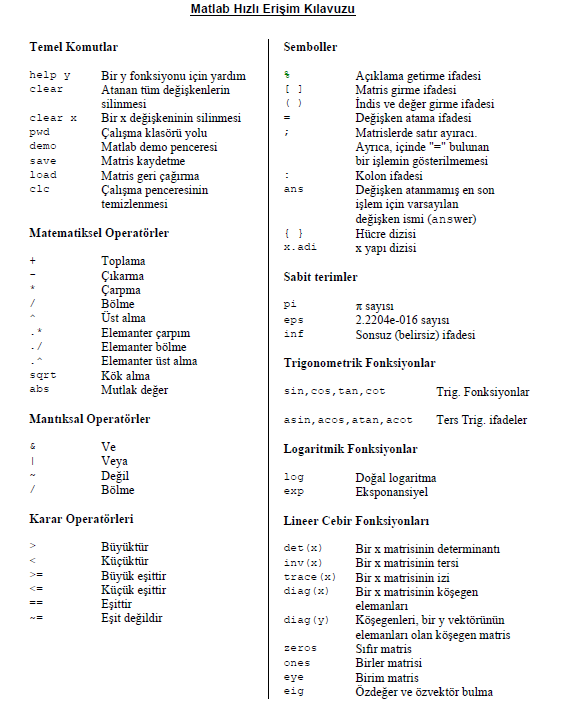 Matlab Hızlı Erişim Kılavuzu
Temel Komutlar
help y Bir y fonksiyonu için yardım
clear Atanan tüm değişkenlerin
silinmesi
clear x Bir x değişkeninin silinmesi
pwd Çalışma klasörü yolu
demo Matlab demo penceresi
save Matris kaydetme
load Matris geri çağırma
clc Çalışma penceresinin
temizlenmesi
Matematiksel Operatörler
+ Toplama
- Çıkarma
* Çarpma
/ Bölme
^ Üst alma
.* Elemanter çarpım
./ Elemanter bölme
.^ Elemanter üst alma
sqrt Kök alma
abs Mutlak değer
Mantıksal Operatörler
& Ve
| Veya
~ Değil
/ Bölme
Karar Operatörleri
> Büyüktür
< Küçüktür
>= Büyük eşittir
<= Küçük eşittir
== Eşittir
~= Eşit değildir
Semboller
% Açıklama getirme ifadesi
[ ] Matris girme ifadesi
( ) İndis ve değer girme ifadesi
= Değişken atama ifadesi
; Matrislerde satır ayıracı.
Ayrıca, içinde "=" bulunan
bir işlemin gösterilmemesi
: Kolon ifadesi
ans Değişken atanmamış en son
işlem için varsayılan
değişken ismi (answer)
{ } Hücre dizisi
x.adi x yapı dizisi
Sabit terimler
pi π sayısı
eps 2.2204e-016 sayısı
inf Sonsuz (belirsiz) ifadesi
Trigonometrik Fonksiyonlar
sin,cos,tan,cot Trig. Fonksiyonlar
asin,acos,atan,acot Ters Trig. ifadeler
Logaritmik Fonksiyonlar
log Doğal logaritma
exp Eksponansiyel
Lineer Cebir Fonksiyonları
det(x) Bir x matrisinin determinantı
inv(x) Bir x matrisinin tersi
trace(x) Bir x matrisinin izi
diag(x) Bir x matrisinin köşegen
elemanları
diag(y) Köşegenleri, bir y vektörünün
elemanları olan köşegen matris
zeros Sıfır matris
ones Birler matrisi
eye Birim matris
eig Özdeğer ve özvektör bulma